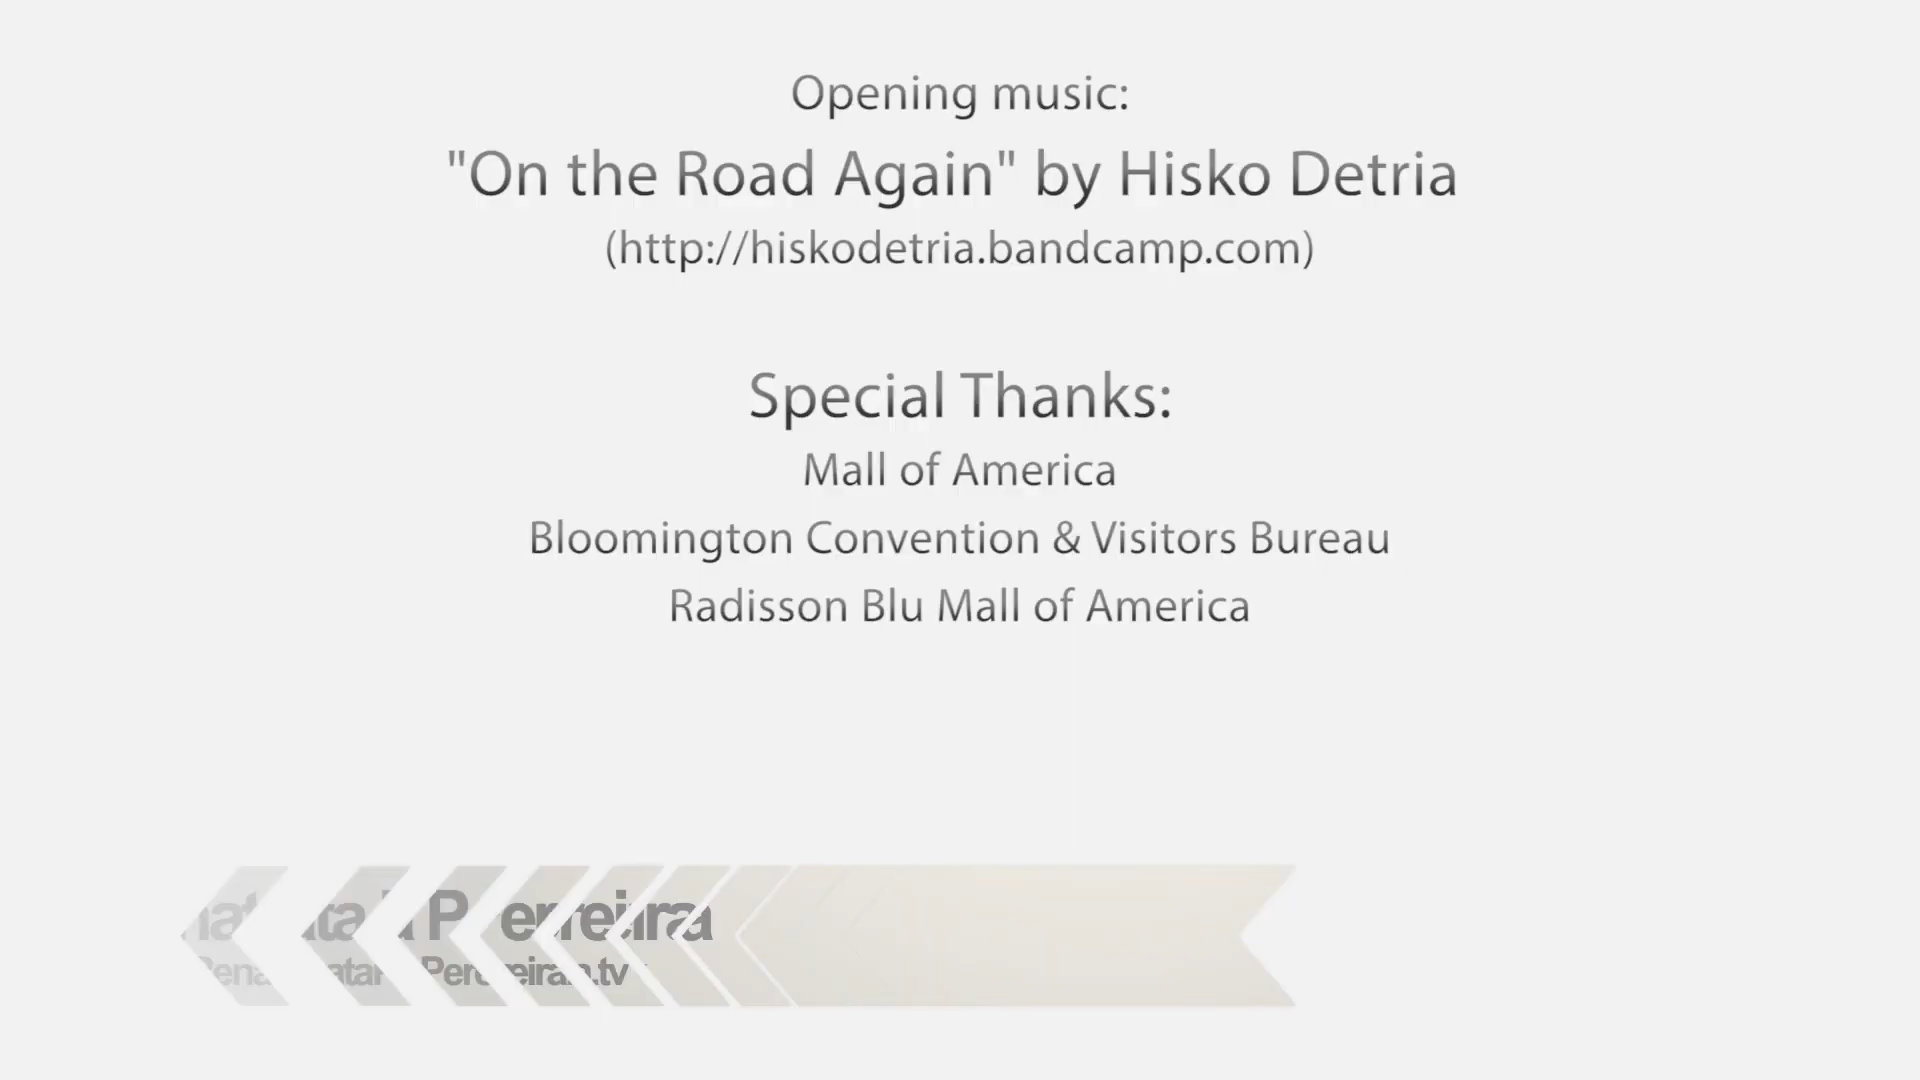 Opening music:
"On the Road Again" by Hisko Detria
(http://hiskodetria.bandcamp.com)
Special Thanks:
Mall of America
Bloomington Convention & Visitors Bureau
Radisson Blu Mall of America